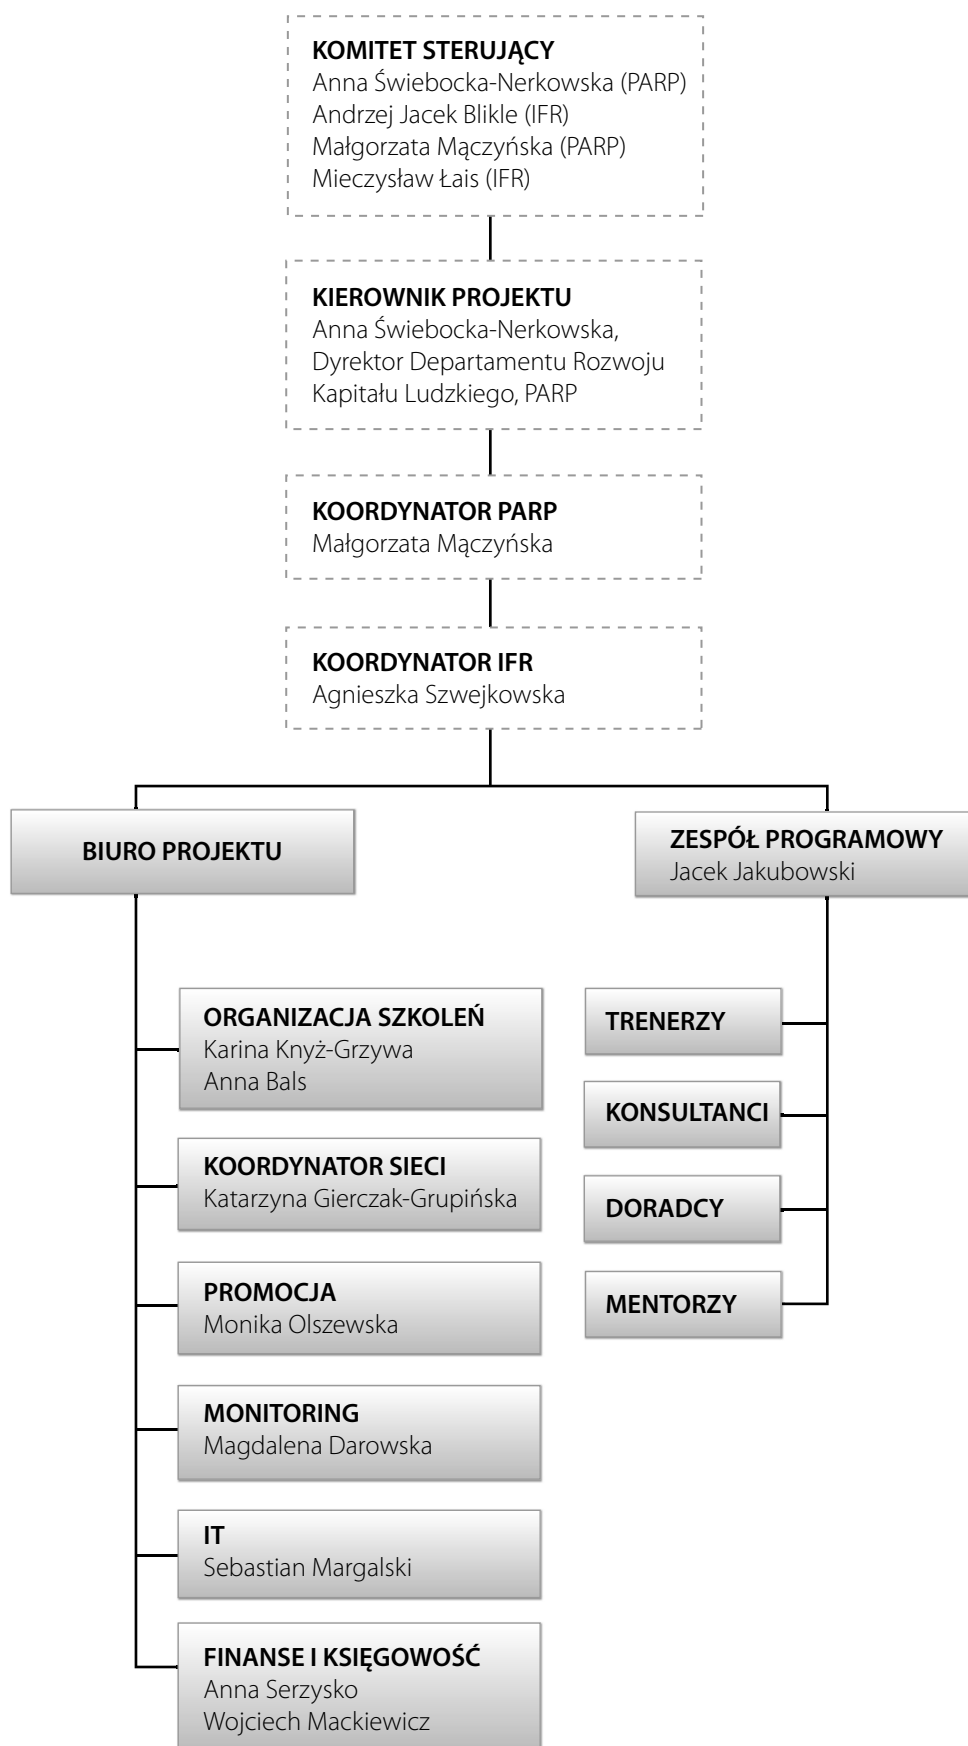 KOMITET STERUJĄCY
Anna Świebocka-Nerkowska (PARP)
Andrzej Jacek Blikle (IFR)
Małgorzata Mączyńska (PARP)
Mieczysław Łais (IFR)
KIEROWNIK PROJEKTU
Anna Świebocka-Nerkowska,
Dyrektor Departamentu Rozwoju
Kapitału Ludzkiego, PARP
KOORDYNATOR PARP
Małgorzata Mączyńska
KOORDYNATOR IFR
Agnieszka Szwejkowska
BIURO PROJEKTU
ORGANIZACJA SZKOLEŃ
Karina Knyż-Grzywa
Anna Bals
KOORDYNATOR SIECI
Katarzyna Gierczak-Grupińska
PROMOCJA
Monika Olszewska
MONITORING
Magdalena Darowska
IT
Sebastian Margalski
FINANSE I KSIĘGOWOŚĆ
Anna Serzysko
Wojciech Mackiewicz
ZESPÓŁ PROGRAMOWY
Jacek Jakubowski
TRENERZY
KONSULTANCI
DORADCY
MENTORZY